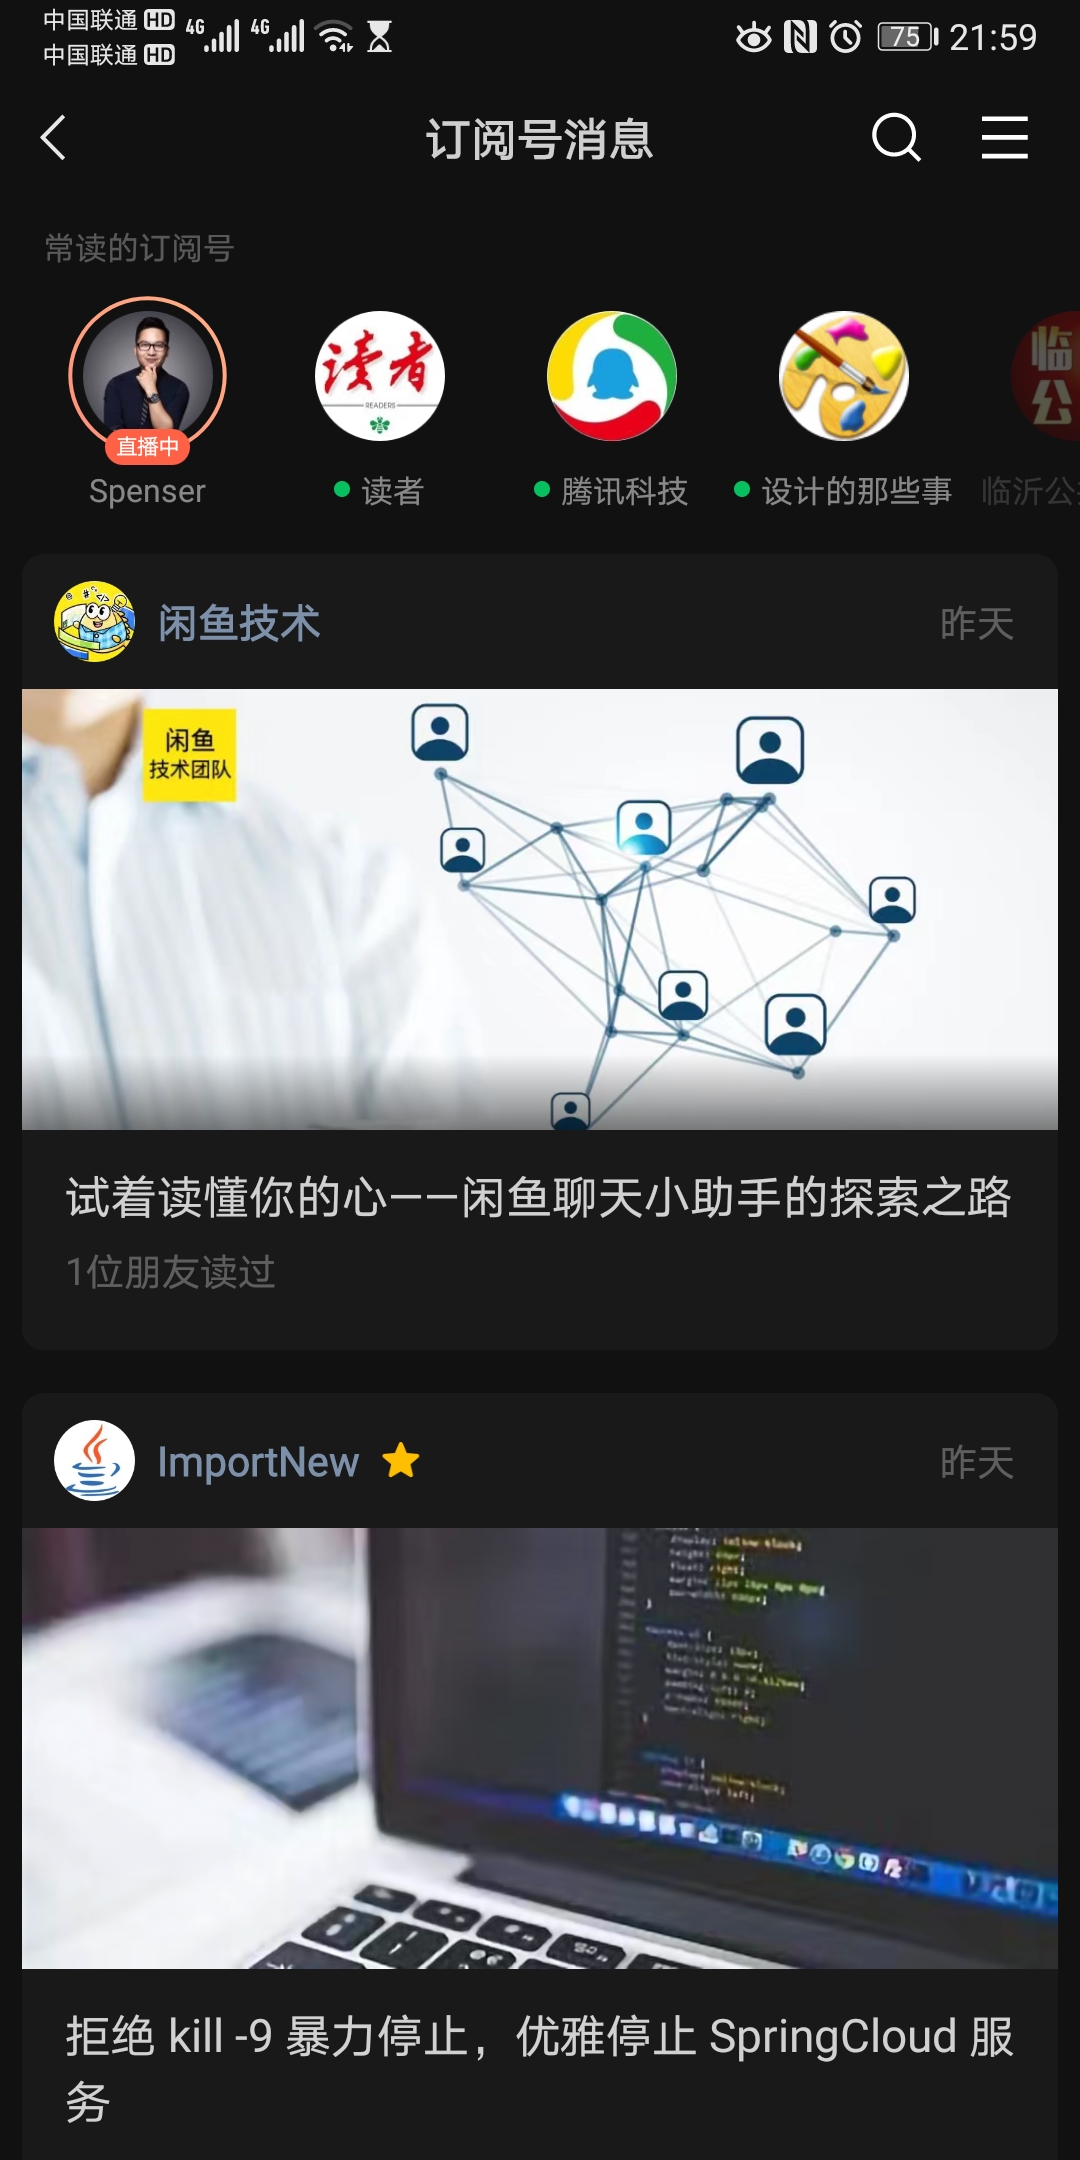 中国联通 HD 4G 4G 75 21:59
中国联通 HD
订阅号消息
常读的订阅号
读者
READERS
临
公
直播中
Spenser 读者 腾讯科技 设计的那些事 临沂公
闲鱼技术 昨天
闲鱼
技术团队
试着读懂你的心——闲鱼聊天小助手的探索之路
1位朋友读过
ImportNew 昨天
拒绝 kill -9 暴力停止，优雅停止 SpringCloud 服
务